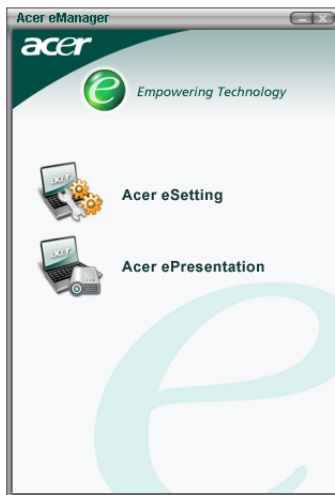 Acer eManager
acer
e Empowering Technology
Acer eSetting
Acer ePresentation
e